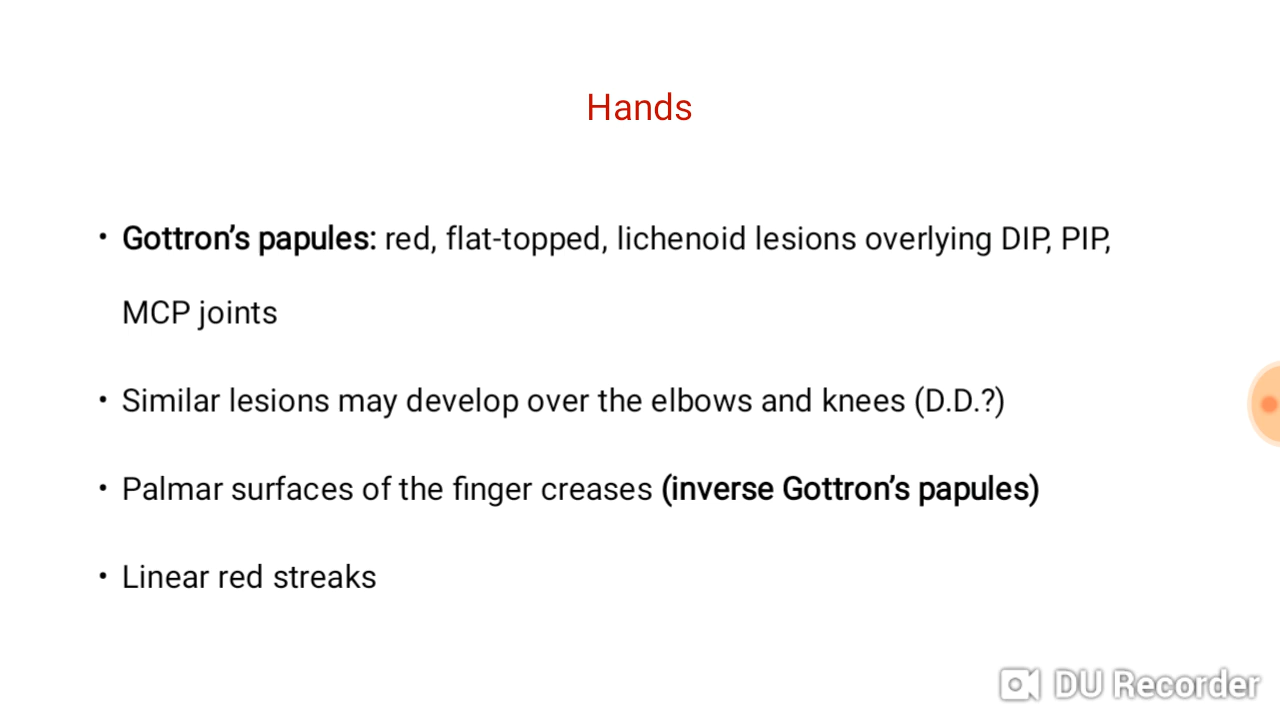 Hands
• Gottron’s papules: red, flat-topped, lichenoid lesions overlying DIP, PIP,
MCP joints
• Similar lesions may develop over the elbows and knees (D.D.?)
• Palmar surfaces of the finger creases (inverse Gottron’s papules)
• Linear red streaks
DU Recorder